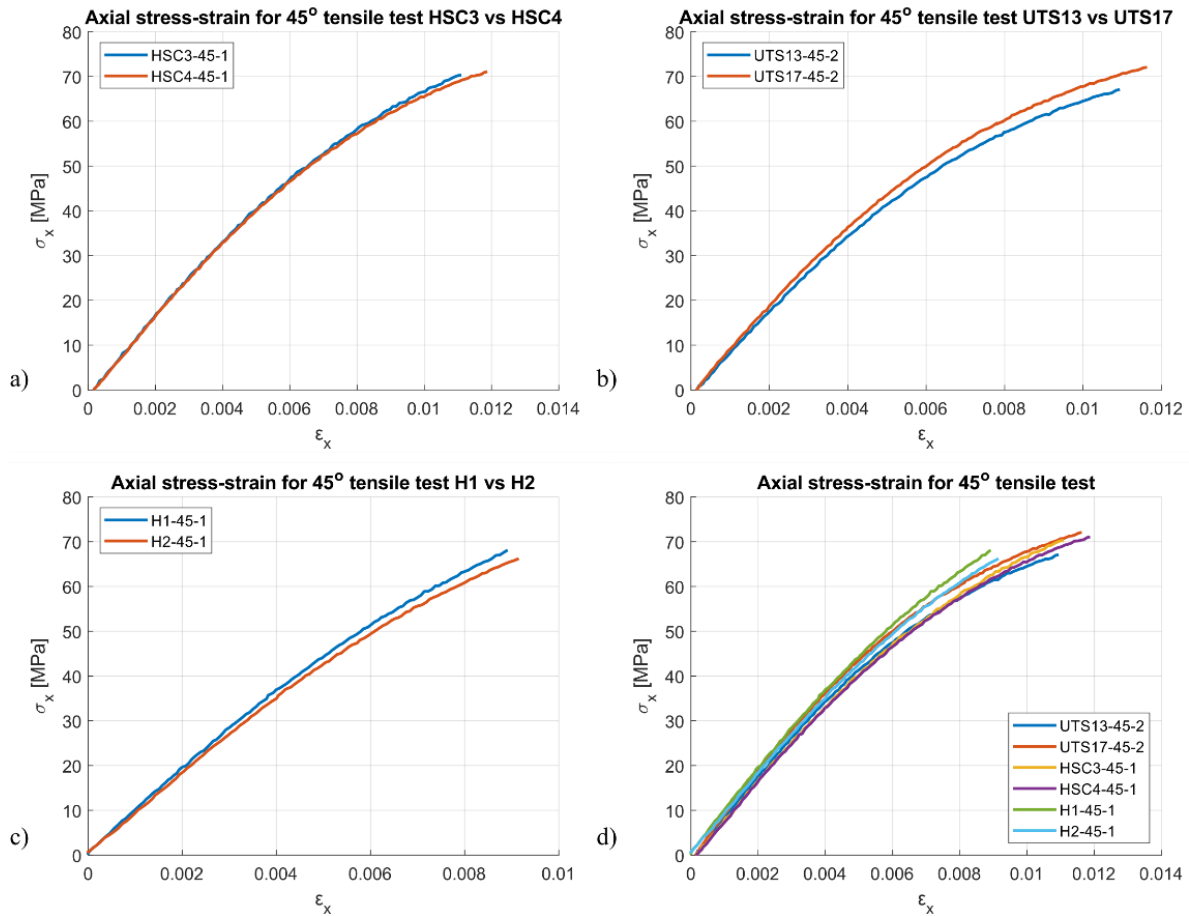 Axial stress-strain for 45° tensile test HSC3 vs HSC4
80
70
60
50
40
30
20
10
0
σx [MPa]
HSC3-45-1
HSC4-45-1
0 0.002 0.004 0.006 0.008 0.01 0.012 0.014
εx
a)
Axial stress-strain for 45° tensile test UTS13 vs UTS17
80
70
60
50
40
30
20
10
0
σx [MPa]
UTS13-45-2
UTS17-45-2
0 0.002 0.004 0.006 0.008 0.01 0.012
εx
b)
Axial stress-strain for 45° tensile test H1 vs H2
80
70
60
50
40
30
20
10
0
σx [MPa]
H1-45-1
H2-45-1
0 0.002 0.004 0.006 0.008 0.01
εx
c)
Axial stress-strain for 45° tensile test
80
70
60
50
40
30
20
10
0
σx [MPa]
UTS13-45-2
UTS17-45-2
HSC3-45-1
HSC4-45-1
H1-45-1
H2-45-1
0 0.002 0.004 0.006 0.008 0.01 0.012 0.014
εx
d)